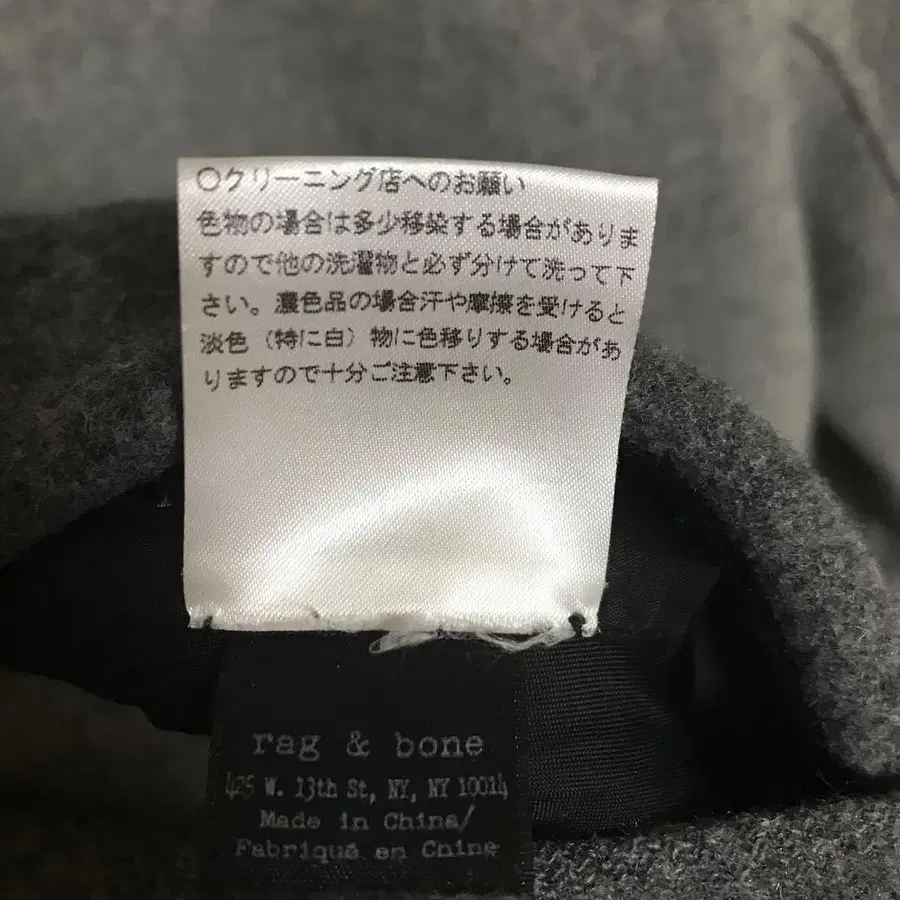 〇クリーニング店へのお願い
色物の場合は多少移染する場合がありま
すので他の洗濯物と必ず分けて洗って下
さい。濃色品の場合汗や摩擦を受けると
淡色（特に白）物に色移りする場合があ
りますので十分ご注意下さい。
rag & bone
425 W. 13th St, NY, NY 10014
Made in China/
Fabriqué en Chine